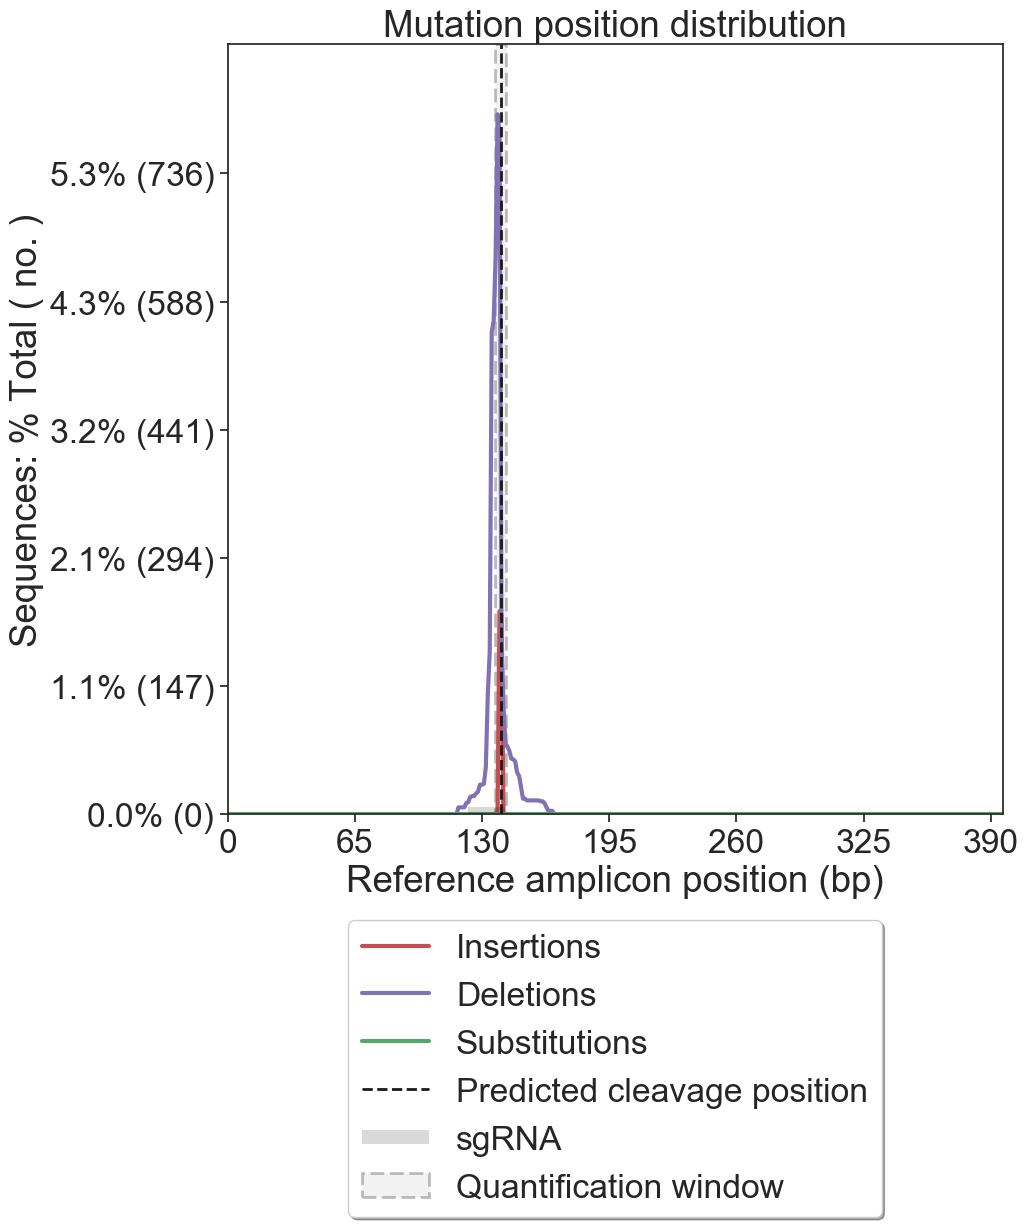 Mutation position distribution
Sequences: % Total ( no. )
5.3% (736)
4.3% (588)
3.2% (441)
2.1% (294)
1.1% (147)
0.0% (0)
0 65 130 195 260 325 390
Reference amplicon position (bp)
Insertions
Deletions
Substitutions
Predicted cleavage position
sgRNA
Quantification window